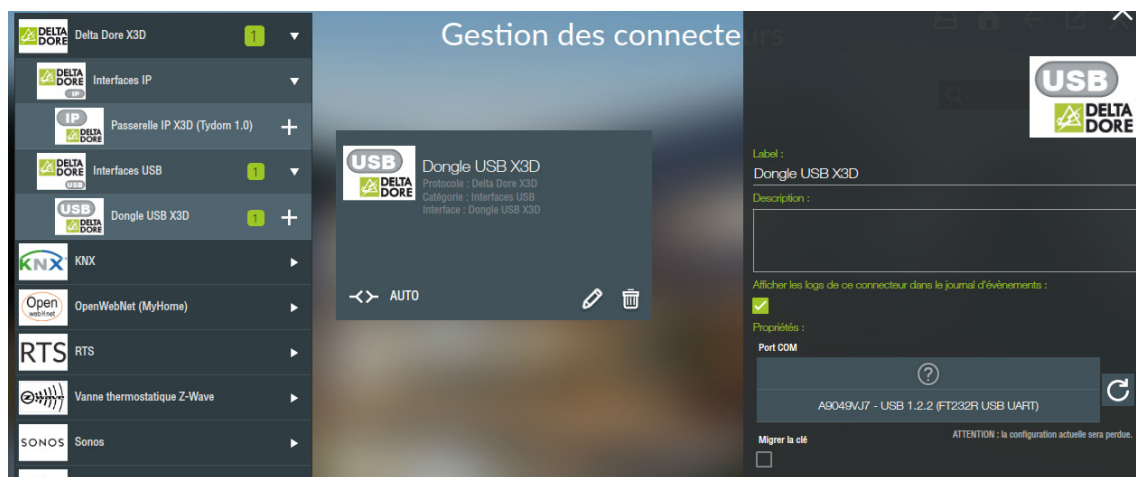 DELTA DORE
Delta Dore X3D
1
DELTA DORE
IP
Interfaces IP
IP
DELTA DORE
Passerelle IP X3D (Tydom 1.0)
DELTA DORE
USB
Interfaces USB
1
USB
DELTA DORE
Dongle USB X3D
1
KNX
KNX
Open
webHnet
OpenWebNet (MyHome)
RTS
RTS
Vanne thermostatique Z-Wave
SONOS
Sonos
Gestion des connecteurs
USB
DELTA DORE
Dongle USB X3D
Protocole : Delta Dore X3D
Catégorie : Interfaces USB
Interface : Dongle USB X3D
AUTO
USB
DELTA DORE
Label :
Dongle USB X3D
Description :
Afficher les logs de ce connecteur dans le journal d'évènements :
Propriétés :
Port COM
?
A9049VJ7 - USB 1.2.2 (FT232R USB UART)
ATTENTION : la configuration actuelle sera perdue.
Migrer la clé